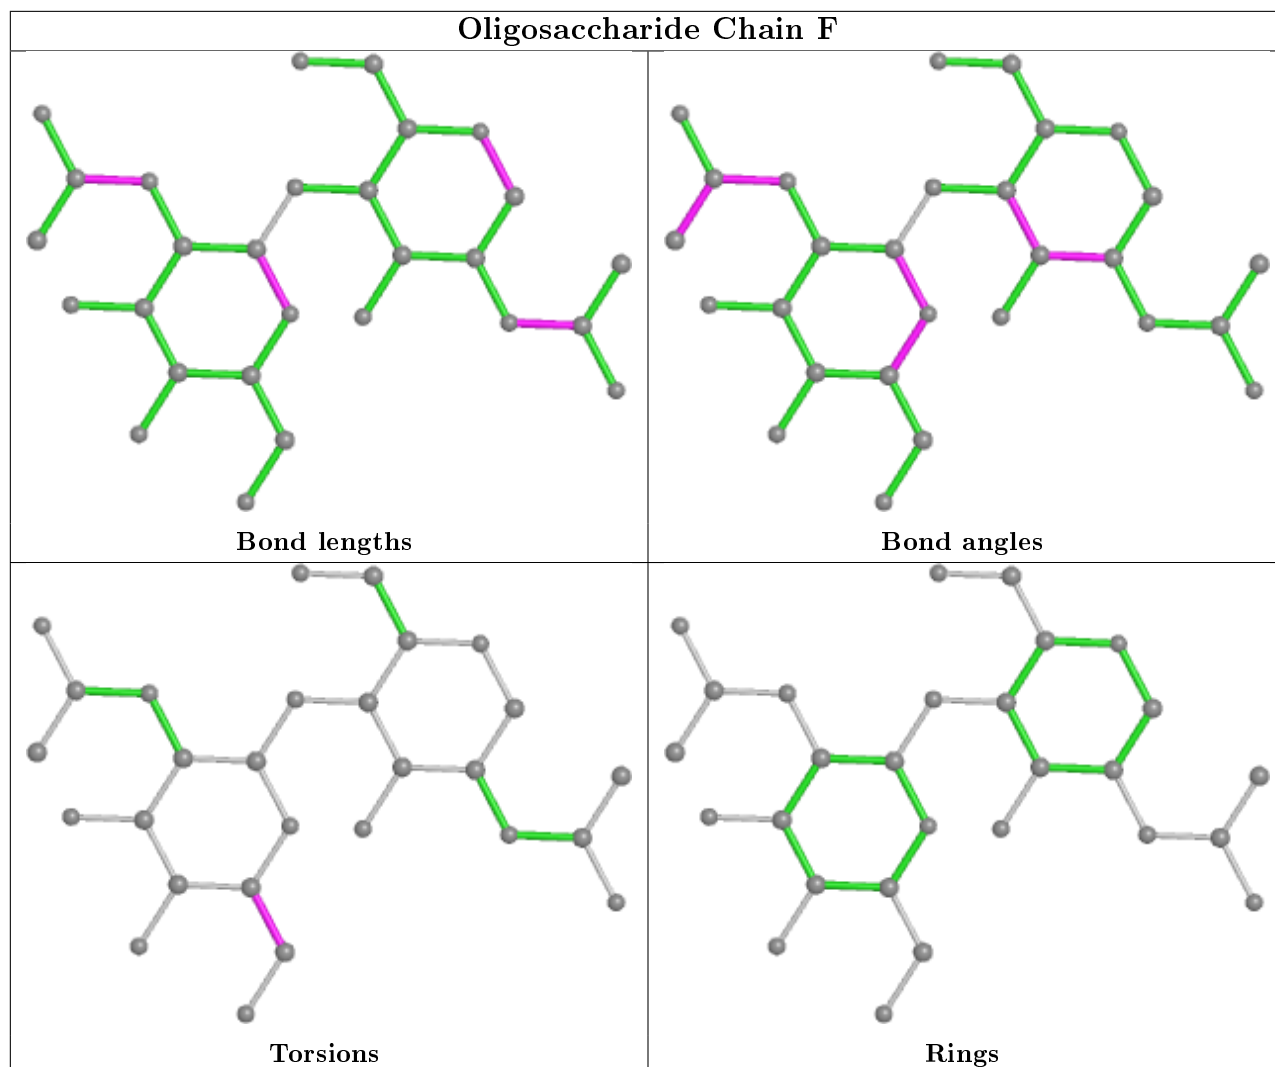 Oligosaccharide Chain F
Bond lengths
Bond angles
Torsions
Rings